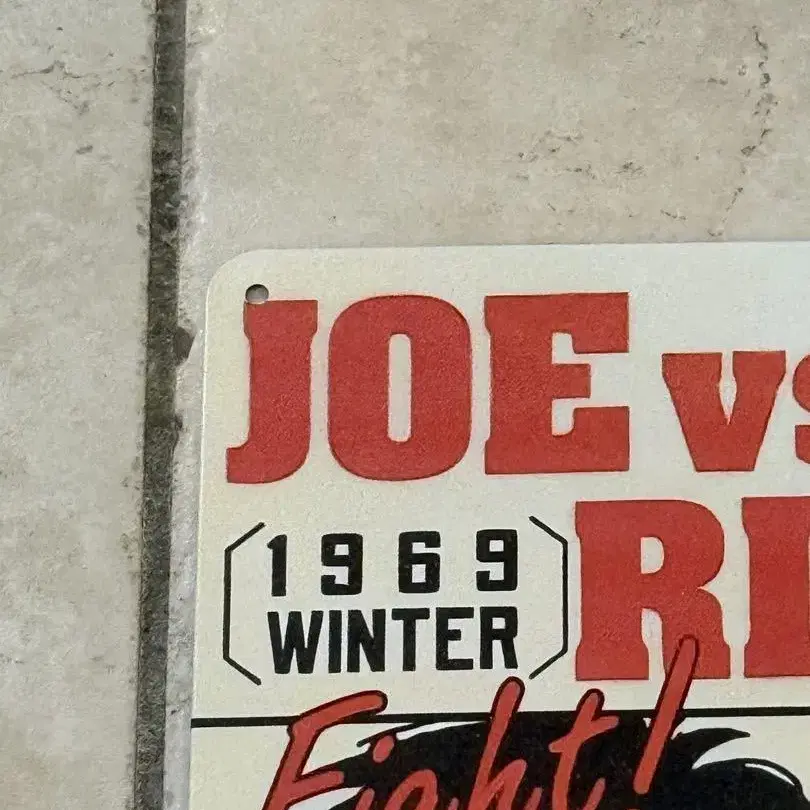 JOE vs
1969
WINTER
R
Fight!